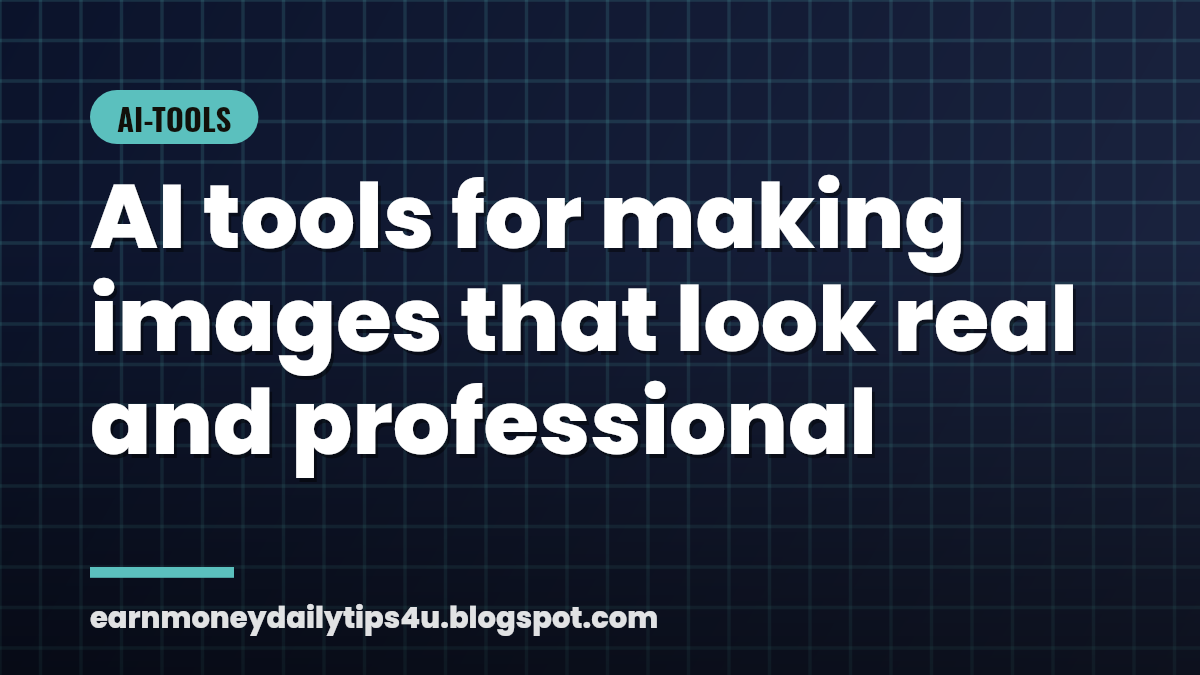 AI-TOOLS
AI tools for making
images that look real
and professional
earnmoneydailytips4u.blogspot.com